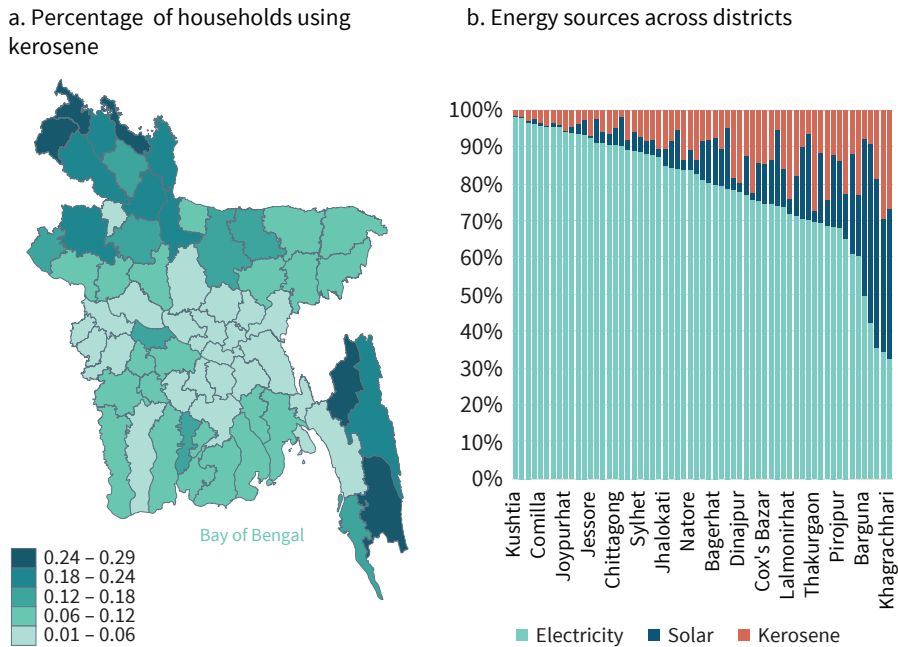 a. Percentage of households using
kerosene
Bay of Bengal
0.24 – 0.29
0.18 – 0.24
0.12 – 0.18
0.06 – 0.12
0.01 – 0.06
b. Energy sources across districts
100%
90%
80%
70%
60%
50%
40%
30%
20%
10%
0%
Kushtia
Comilla
Joypurhat
Jessore
Chittagong
Sylhet
Jhalokati
Natore
Bagerhat
Dinajpur
Cox's Bazar
Lalmonirhat
Thakurgaon
Pirojpur
Barguna
Khagrachhari
Electricity
Solar
Kerosene